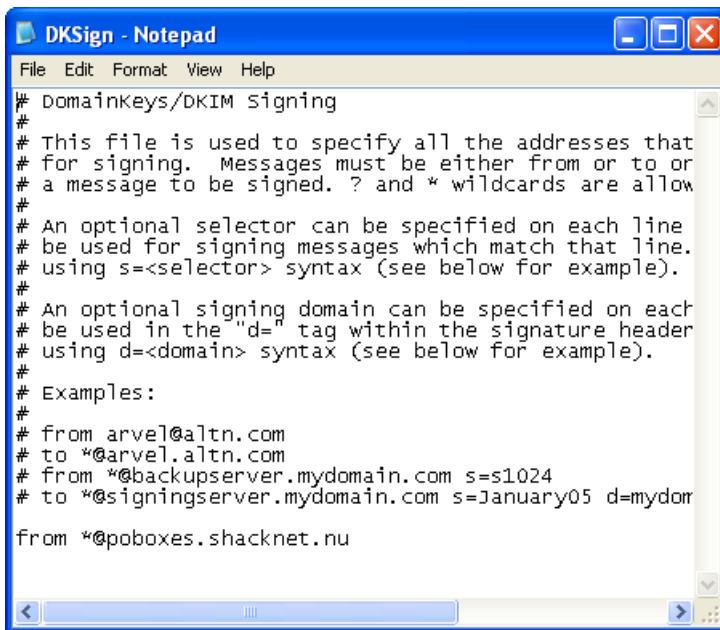 DKSign - Notepad
File Edit Format View Help
# DomainKeys/DKIM Signing
#
# This file is used to specify all the addresses that
# for signing.  Messages must be either from or to or
# a message to be signed. ? and * wildcards are allow
#
# An optional selector can be specified on each line
# be used for signing messages which match that line.
# using s=<selector> syntax (see below for example).
#
# An optional signing domain can be specified on each
# be used in the "d=" tag within the signature header
# using d=<domain> syntax (see below for example).
#
# Examples:
#
# from arvel@altn.com
# to *@arvel.altn.com
# from *@backupserver.mydomain.com s=s1024
# to *@signingserver.mydomain.com s=January05 d=mydom
from *@poboxes.shacknet.nu